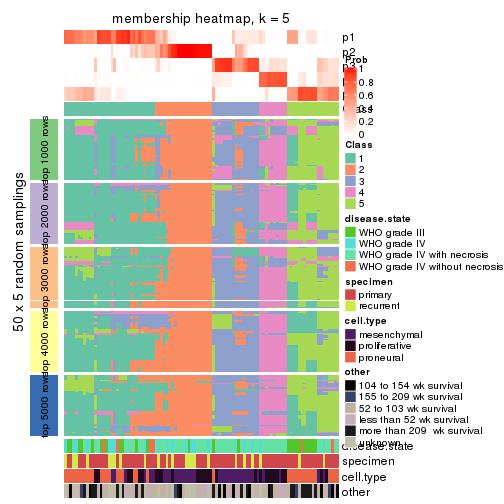 membership heatmap, k = 5
p1
p2
Prob
1
0.8
0.6
0.4
0.2
0
Class
1
2
3
4
5
disease.state
WHO grade III
WHO grade IV
WHO grade IV with necrosis
WHO grade IV without necrosis
specimen
primary
recurrent
cell.type
mesenchymal
proliferative
proneural
other
104 to 154 wk survival
155 to 209 wk survival
52 to 103 wk survival
less than 52 wk survival
more than 209 wk survival
unknown
50 x 5 random samplings
top 1000 rows
top 2000 rows
top 3000 rows
top 4000 rows
top 5000 rows
disease.state
specimen
cell.type
other